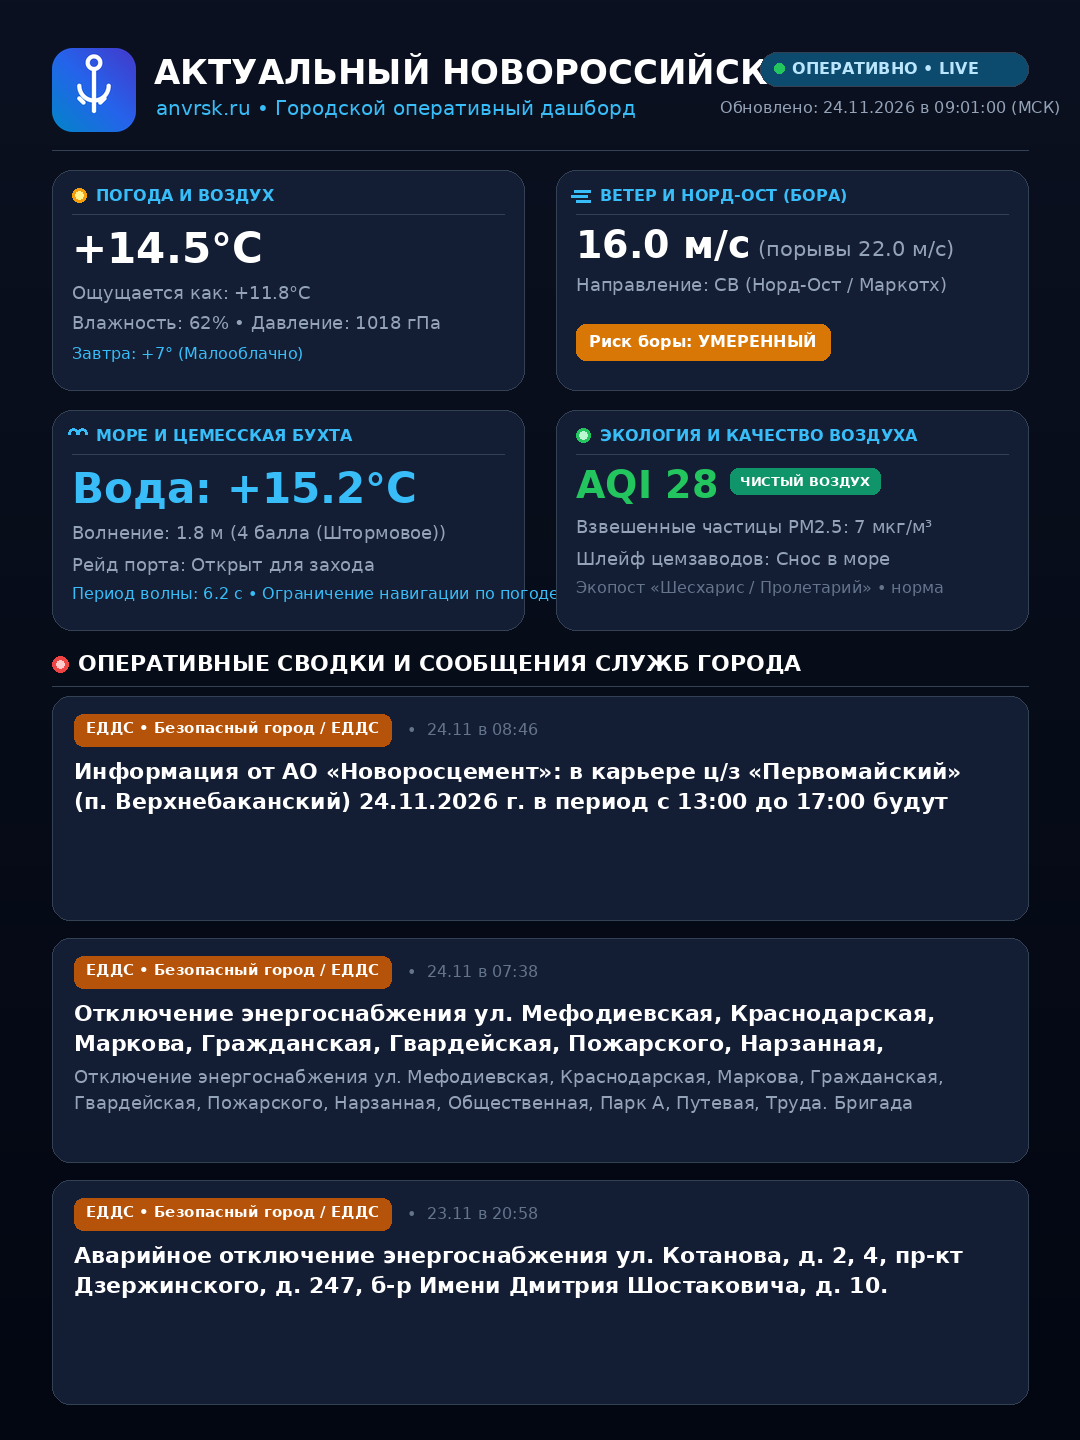 АКТУАЛЬНЫЙ НОВОРОССИЙСК
ОПЕРАТИВНО • LIVE
anvrsk.ru • Городской оперативный дашборд
Обновлено: 24.11.2026 в 09:01:00 (МСК)
ПОГОДА И ВОЗДУХ
+14.5°C
Ощущается как: +11.8°C
Влажность: 62% • Давление: 1018 гПа
Завтра: +7° (Малооблачно)
ВЕТЕР И НОРД-ОСТ (БОРА)
16.0 м/с (порывы 22.0 м/с)
Направление: СВ (Норд-Ост / Маркотх)
Риск боры: УМЕРЕННЫЙ
МОРЕ И ЦЕМЕССКАЯ БУХТА
Вода: +15.2°C
Волнение: 1.8 м (4 балла (Штормовое))
Рейд порта: Открыт для захода
Период волны: 6.2 с • Ограничение навигации по погоде
ЭКОЛОГИЯ И КАЧЕСТВО ВОЗДУХА
AQI 28 ЧИСТЫЙ ВОЗДУХ
Взвешенные частицы PM2.5: 7 мкг/м³
Шлейф цемзаводов: Снос в море
Экопост «Шесхарис / Пролетарий» • норма
ОПЕРАТИВНЫЕ СВОДКИ И СООБЩЕНИЯ СЛУЖБ ГОРОДА
ЕДДС • Безопасный город / ЕДДС • 24.11 в 08:46
Информация от АО «Новоросцемент»: в карьере ц/з «Первомайский»
(п. Верхнебаканский) 24.11.2026 г. в период с 13:00 до 17:00 будут
ЕДДС • Безопасный город / ЕДДС • 24.11 в 07:38
Отключение энергоснабжения ул. Мефодиевская, Краснодарская,
Маркова, Гражданская, Гвардейская, Пожарского, Нарзанная,
Отключение энергоснабжения ул. Мефодиевская, Краснодарская, Маркова, Гражданская,
Гвардейская, Пожарского, Нарзанная, Общественная, Парк А, Путевая, Труда. Бригада
ЕДДС • Безопасный город / ЕДДС • 23.11 в 20:58
Аварийное отключение энергоснабжения ул. Котанова, д. 2, 4, пр-кт
Дзержинского, д. 247, б-р Имени Дмитрия Шостаковича, д. 10.